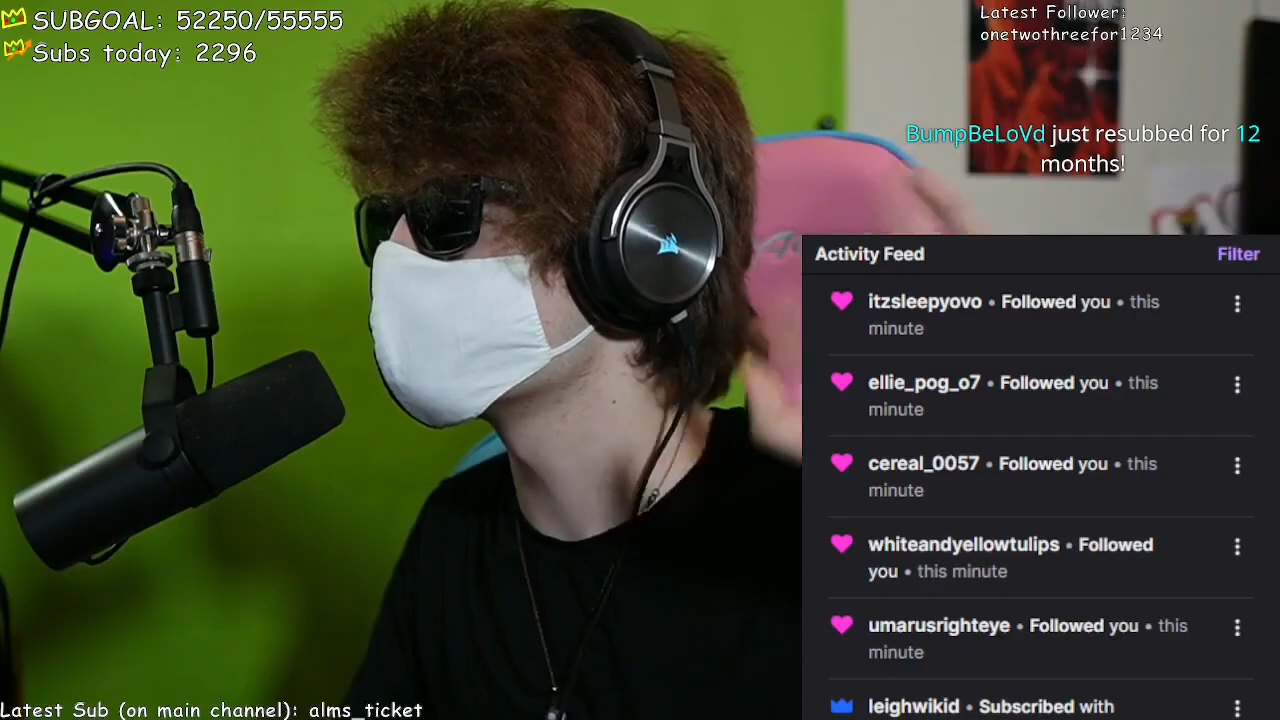 SUBGOAL: 52250/55555
Subs today: 2296
Latest Follower:
onetwothreefor1234
BumpBeLoVd just resubbed for 12
months!
Activity Feed
Filter
itzsleepyovo • Followed you • this
minute
ellie_pog_o7 • Followed you • this
minute
cereal_0057 • Followed you • this
minute
whiteandyellowtulips • Followed
you • this minute
umarusrighteye • Followed you • this
minute
leighwikid • Subscribed with
Latest Sub (on main channel): alms_ticket